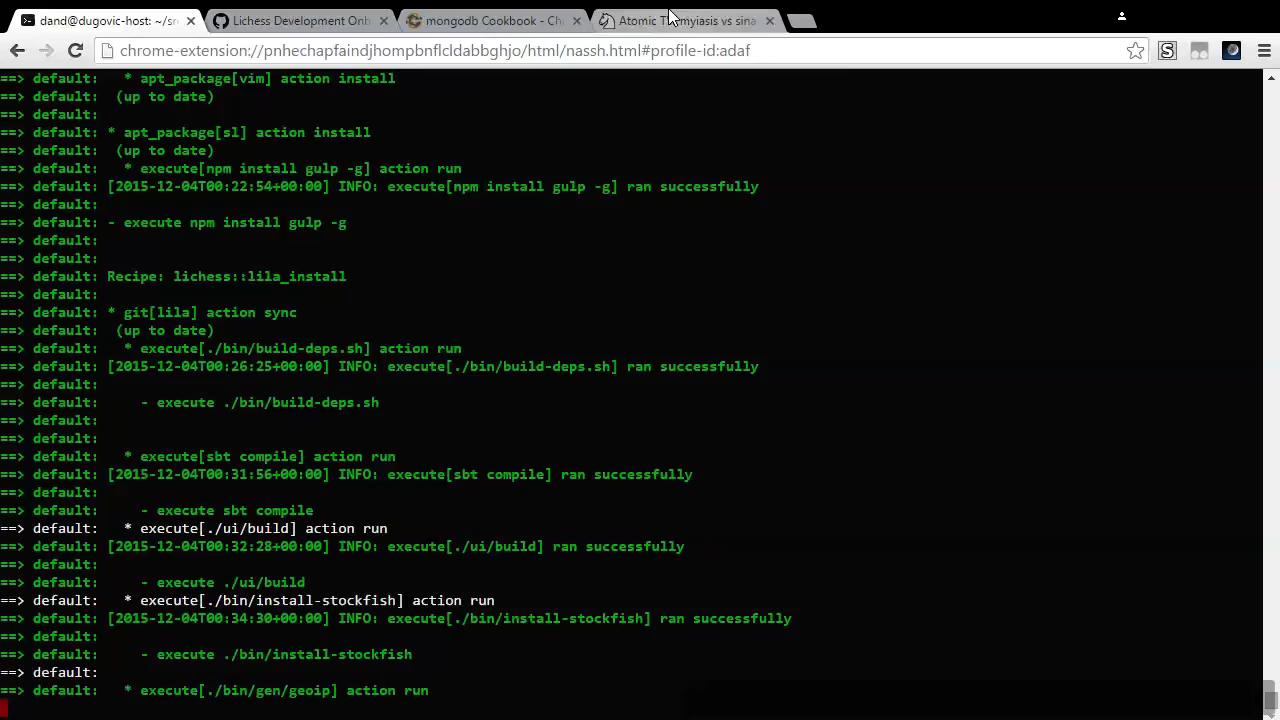 dand@dugovic-host: ~/sr
Lichess Development Onb
mongodb Cookbook - Ch
Atomic T myiasis vs sina
chrome-extension://pnhechapfaindjhompbnflcldabbghjo/html/nassh.html#profile-id:adaf
==> default:   * apt_package[vim] action install
==> default:  (up to date)
==> default:
==> default: * apt_package[sl] action install
==> default:  (up to date)
==> default:   * execute[npm install gulp -g] action run
==> default: [2015-12-04T00:22:54+00:00] INFO: execute[npm install gulp -g] ran successfully
==> default:
==> default: - execute npm install gulp -g
==> default:
==> default:
==> default: Recipe: lichess::lila_install
==> default:
==> default: * git[lila] action sync
==> default:  (up to date)
==> default:   * execute[./bin/build-deps.sh] action run
==> default: [2015-12-04T00:26:25+00:00] INFO: execute[./bin/build-deps.sh] ran successfully
==> default:
==> default:     - execute ./bin/build-deps.sh
==> default:
==> default:
==> default:   * execute[sbt compile] action run
==> default: [2015-12-04T00:31:56+00:00] INFO: execute[sbt compile] ran successfully
==> default:
==> default:     - execute sbt compile
==> default:   * execute[./ui/build] action run
==> default: [2015-12-04T00:32:28+00:00] INFO: execute[./ui/build] ran successfully
==> default:
==> default:     - execute ./ui/build
==> default:   * execute[./bin/install-stockfish] action run
==> default: [2015-12-04T00:34:30+00:00] INFO: execute[./bin/install-stockfish] ran successfully
==> default:
==> default:     - execute ./bin/install-stockfish
==> default:
==> default:   * execute[./bin/gen/geoip] action run